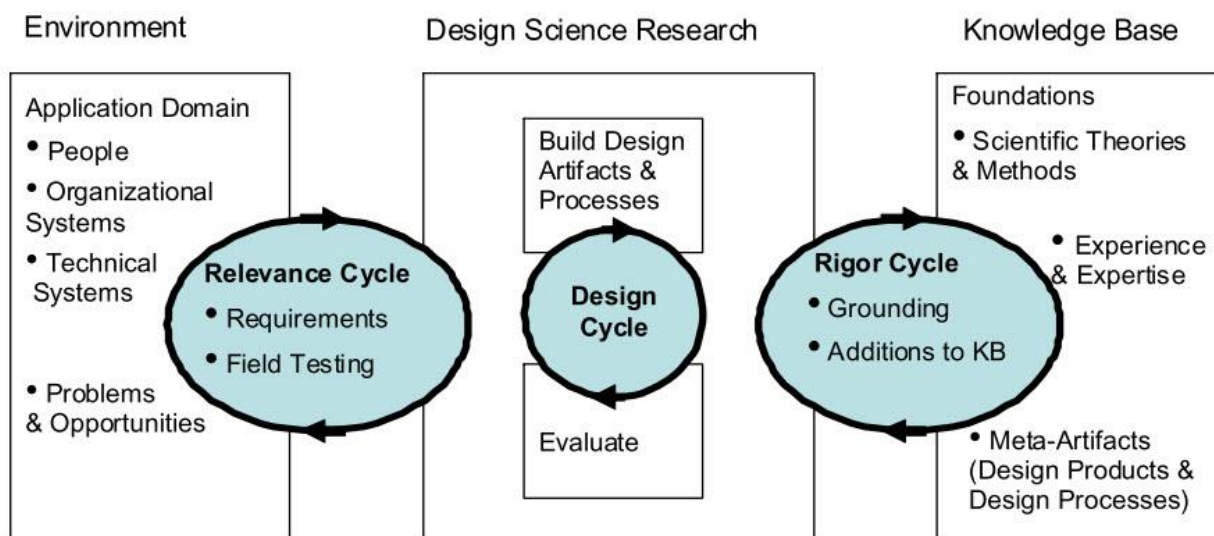 Environment
Design Science Research
Knowledge Base
Application Domain
• People
• Organizational
Systems
• Technical
Systems
• Problems
& Opportunities
Relevance Cycle
• Requirements
• Field Testing
Build Design
Artifacts &
Processes
Design
Cycle
Evaluate
Rigor Cycle
• Grounding
• Additions to KB
Foundations
• Scientific Theories
& Methods
• Experience
& Expertise
• Meta-Artifacts
(Design Products &
Design Processes)